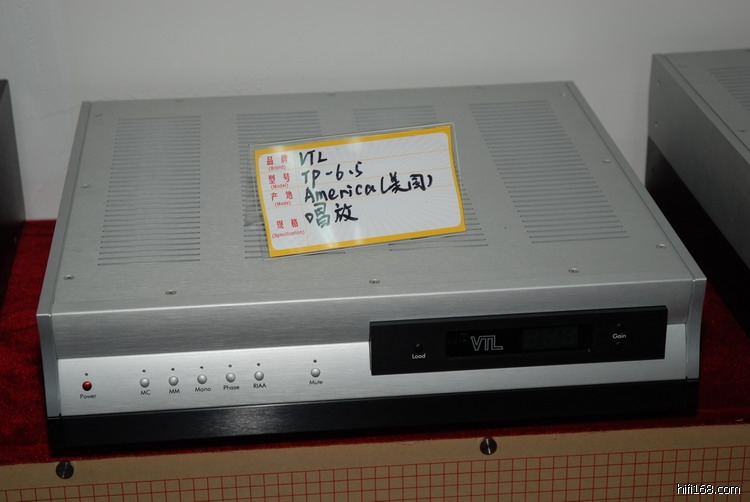 品牌 VTL
(Brand)
型号 TP-6.5
(Model)
产地 America(美国)
(Made)
规格 唱放
(Specification)
VTL
Load
Gain
Power
MC
MM
Mono
Phase
RIAA
Mute
hifi168.com